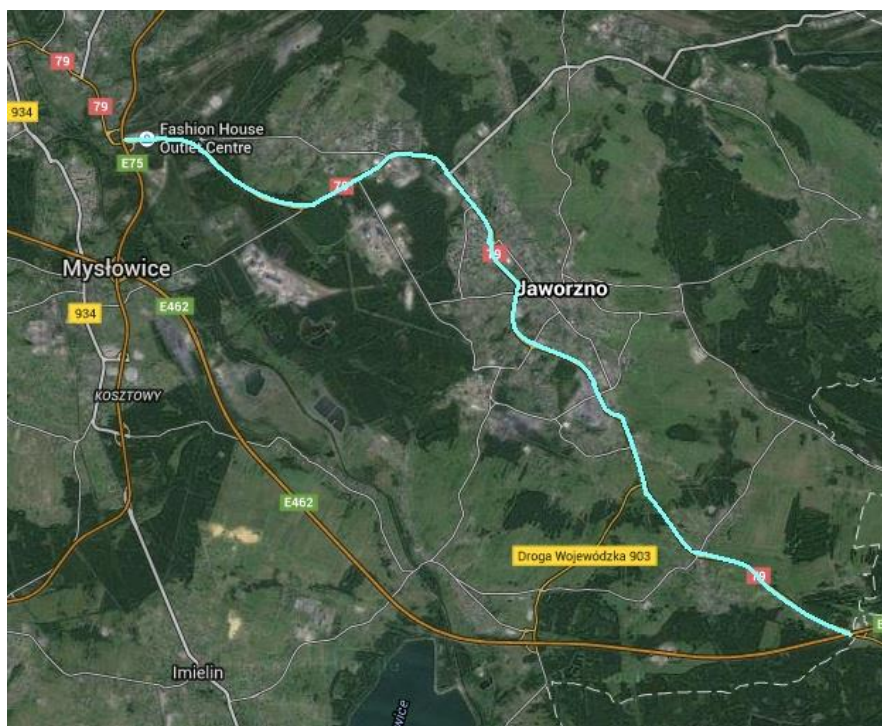 79
934
79
Fashion House
Outlet Centre
E75
79
79
Mysłowice
Jaworzno
E462
934
KOSZTOWY
E462
Droga Wojewódzka 903
79
Imielin